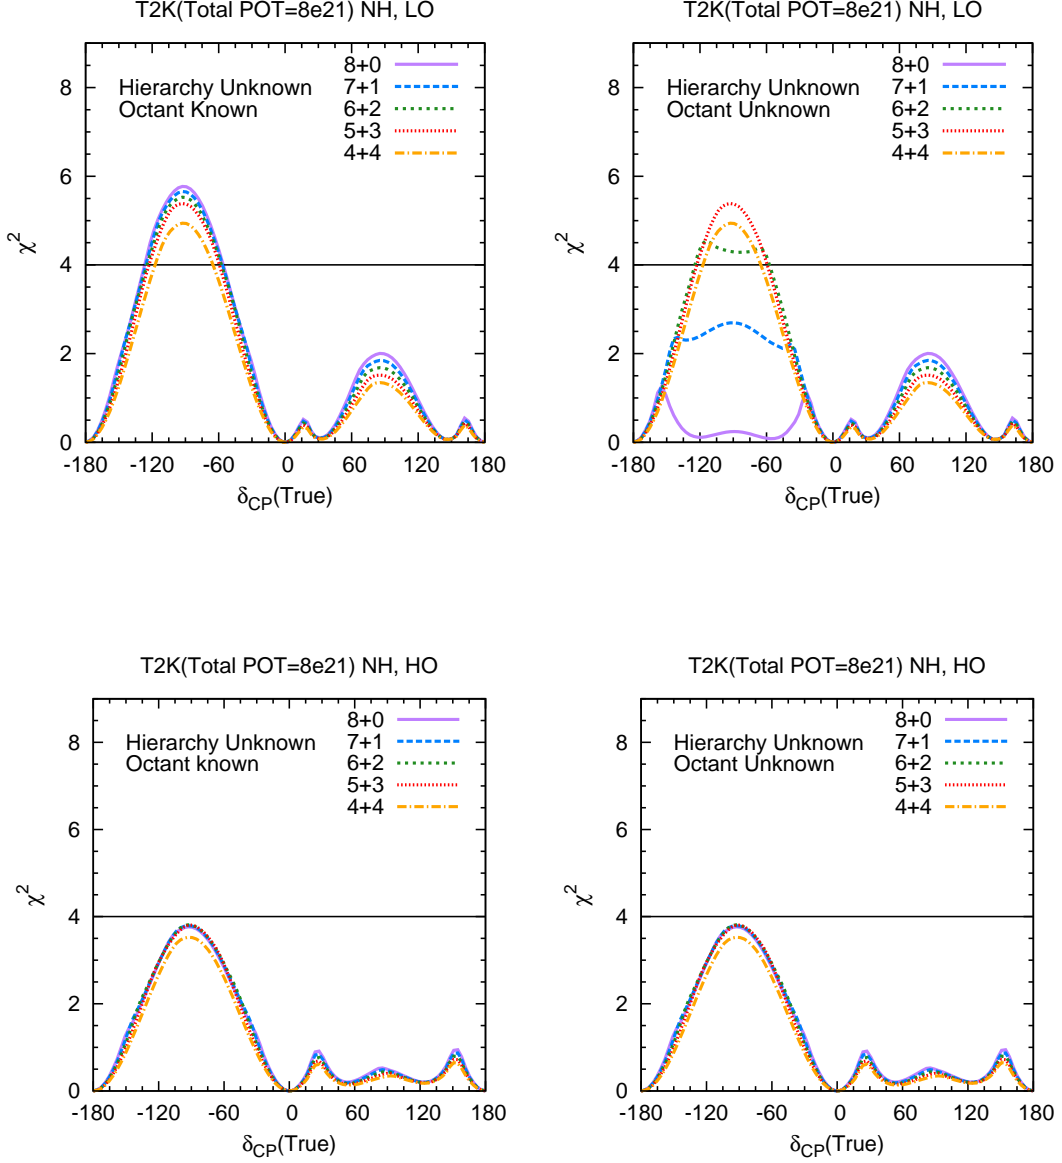 T2K(Total POT=8e21) NH, LO
χ2
Hierarchy Unknown
Octant Known
8+0
7+1
6+2
5+3
4+4
8
6
4
2
0
-180 -120 -60 0 60 120 180
δCP(True)
T2K(Total POT=8e21) NH, LO
χ2
Hierarchy Unknown
Octant Unknown
8+0
7+1
6+2
5+3
4+4
8
6
4
2
0
-180 -120 -60 0 60 120 180
δCP(True)
T2K(Total POT=8e21) NH, HO
χ2
Hierarchy Unknown
Octant known
8+0
7+1
6+2
5+3
4+4
8
6
4
2
0
-180 -120 -60 0 60 120 180
δCP(True)
T2K(Total POT=8e21) NH, HO
χ2
Hierarchy Unknown
Octant Unknown
8+0
7+1
6+2
5+3
4+4
8
6
4
2
0
-180 -120 -60 0 60 120 180
δCP(True)